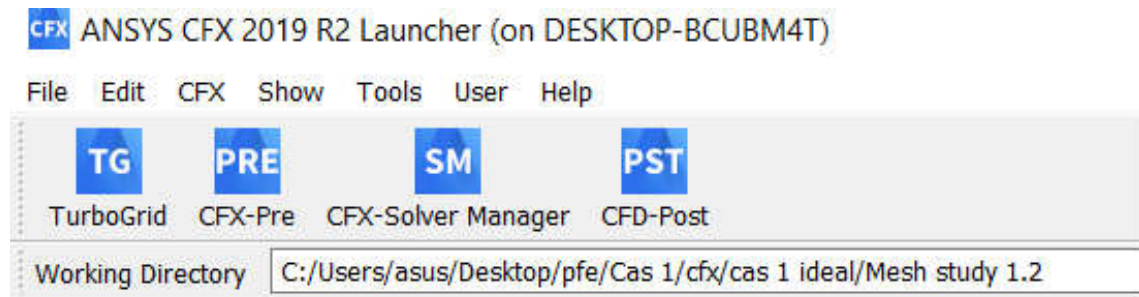 CFX ANSYS CFX 2019 R2 Launcher (on DESKTOP-BCUBM4T)
File Edit CFX Show Tools User Help
TG PRE SM PST
TurboGrid CFX-Pre CFX-Solver Manager CFD-Post
Working Directory C:/Users/asus/Desktop/pfe/Cas 1/cfx/cas 1 ideal/Mesh study 1.2